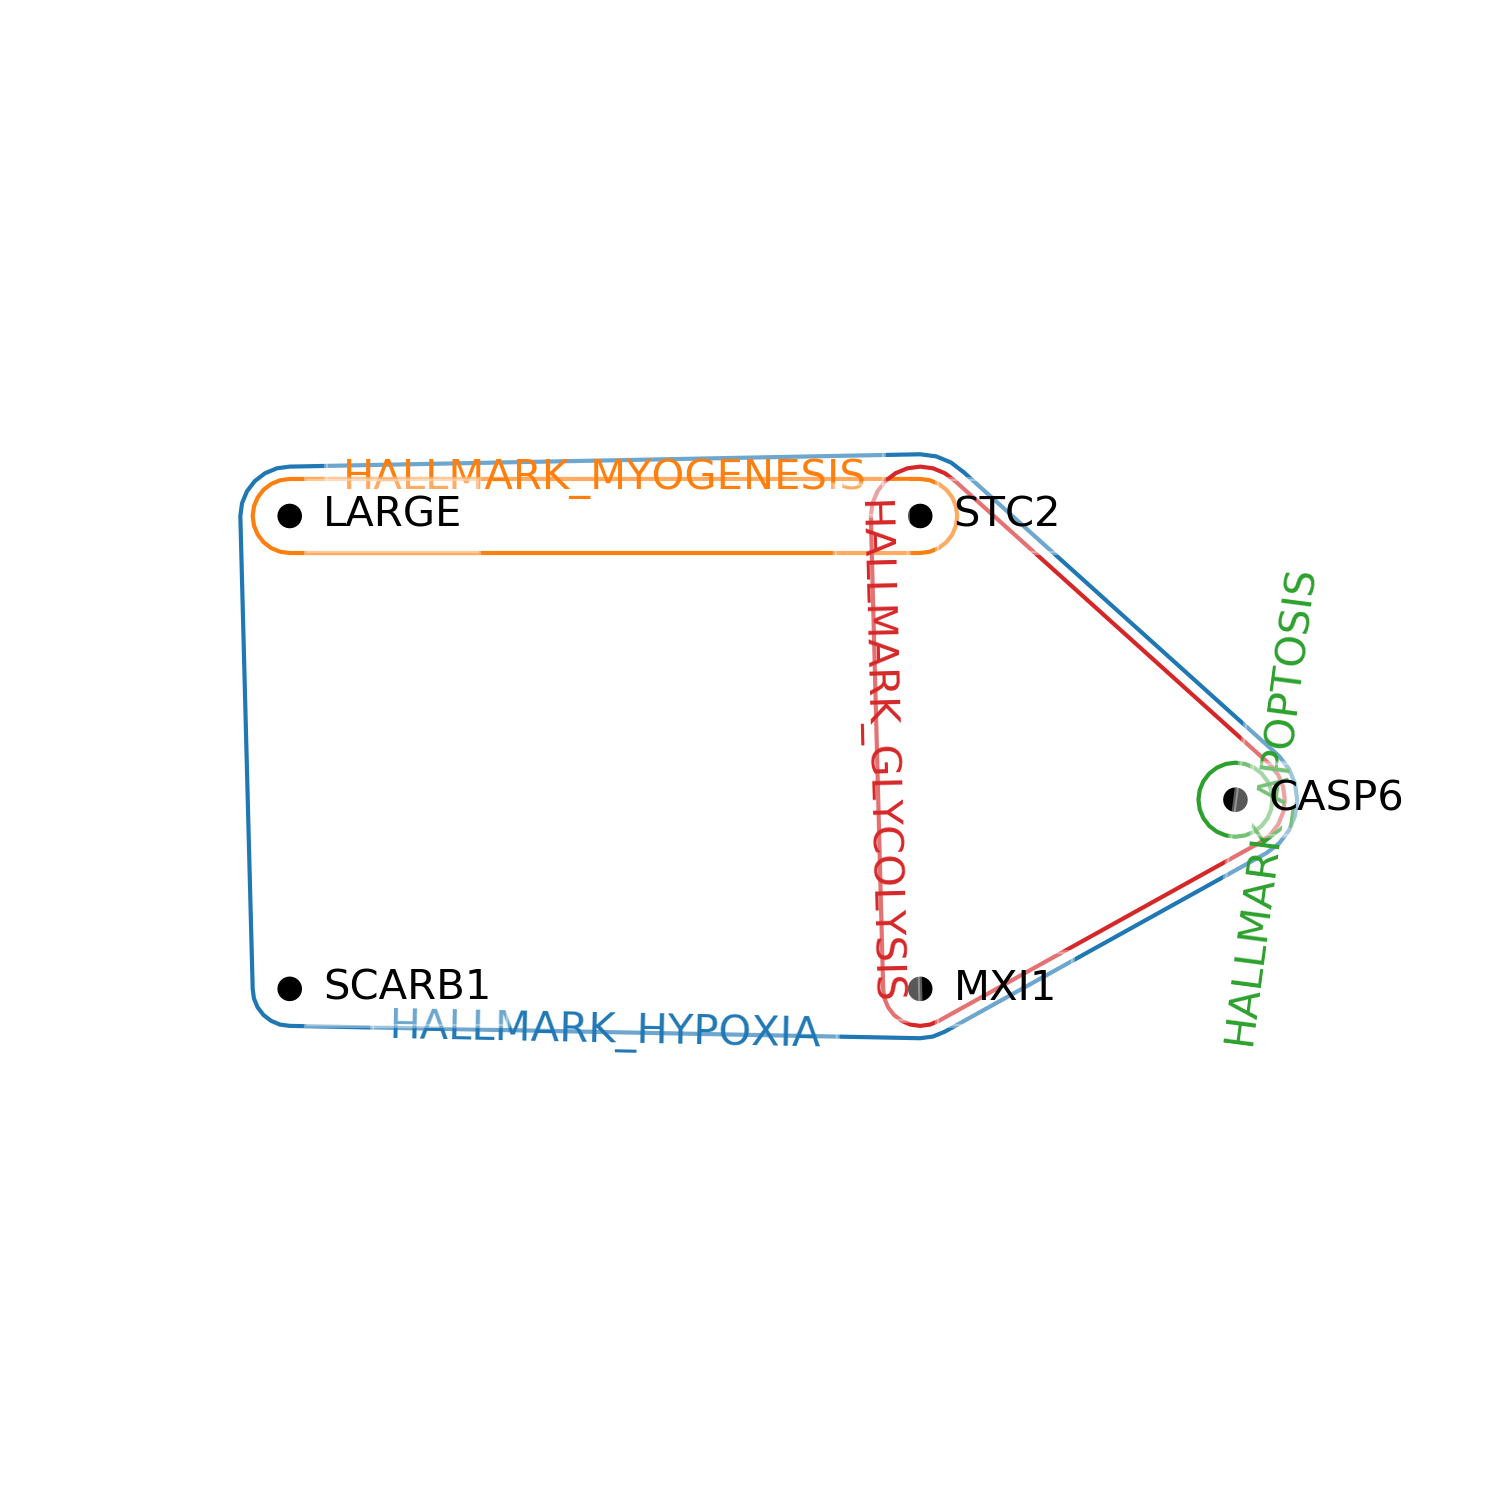 HALLMARK_MYOGENESIS
LARGE
STC2
HALLMARK_GLYCOLYSIS
HALLMARK_APOPTOSIS
CASP6
SCARB1
MXI1
HALLMARK_HYPOXIA